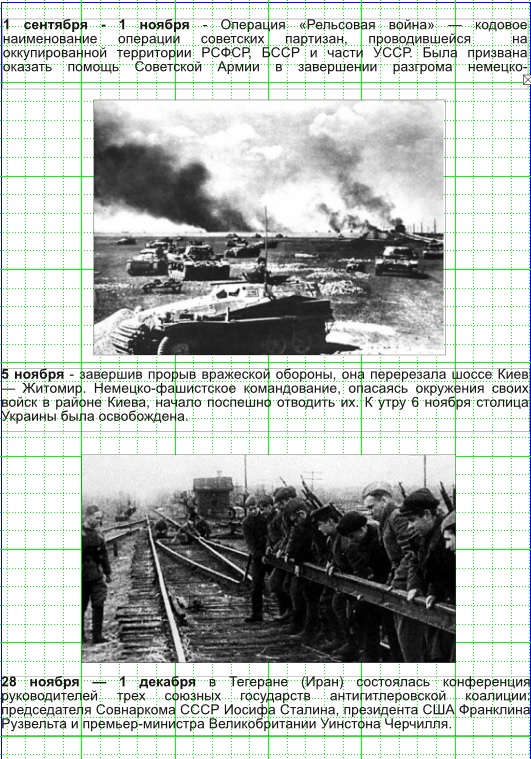 1 сентября - 1 ноября - Операция «Рельсовая война» — кодовое
наименование операции советских партизан, проводившейся на
оккупированной территории РСФСР, БССР и части УССР. Была призвана
оказать помощь Советской Армии в завершении разгрома немецко-
5 ноября - завершив прорыв вражеской обороны, она перерезала шоссе Киев
— Житомир. Немецко-фашистское командование, опасаясь окружения своих
войск в районе Киева, начало поспешно отводить их. К утру 6 ноября столица
Украины была освобождена.
28 ноября — 1 декабря в Тегеране (Иран) состоялась конференция
руководителей трех союзных государств антигитлеровской коалиции:
председателя Совнаркома СССР Иосифа Сталина, президента США Франклина
Рузвельта и премьер-министра Великобритании Уинстона Черчилля.